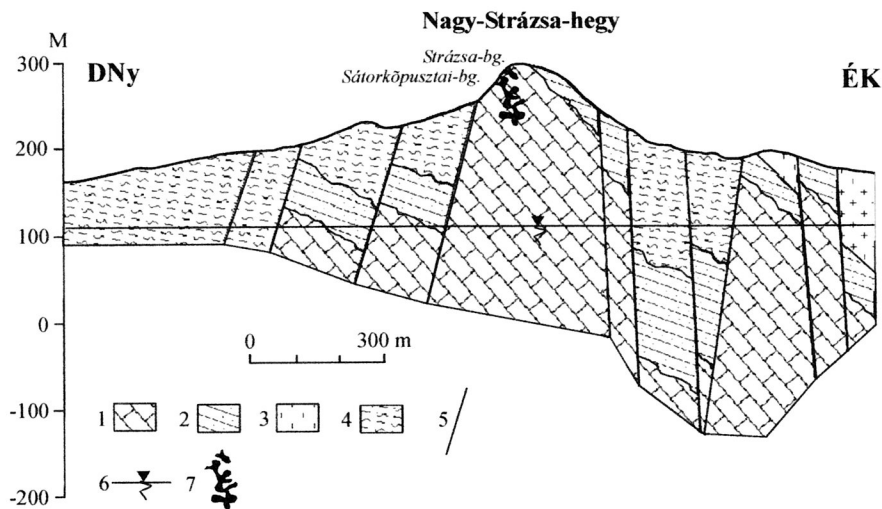 Nagy-Strázsa-hegy
M
Strázsa-bg.
Sátorkõpusztai-bg.
DNy
ÉK
300
200
100
0
-100
-200
0 300 m
1 2 3 4 5
6 7